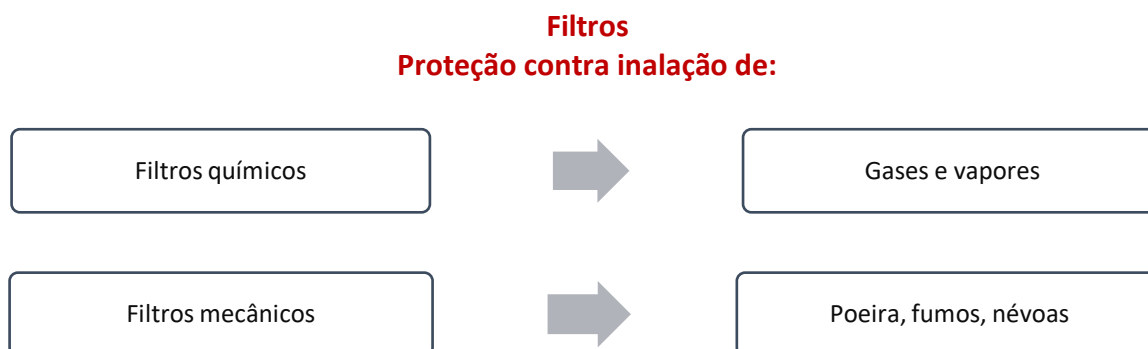 Filtros
Proteção contra inalação de:
Filtros químicos
Gases e vapores
Filtros mecânicos
Poeira, fumos, névoas